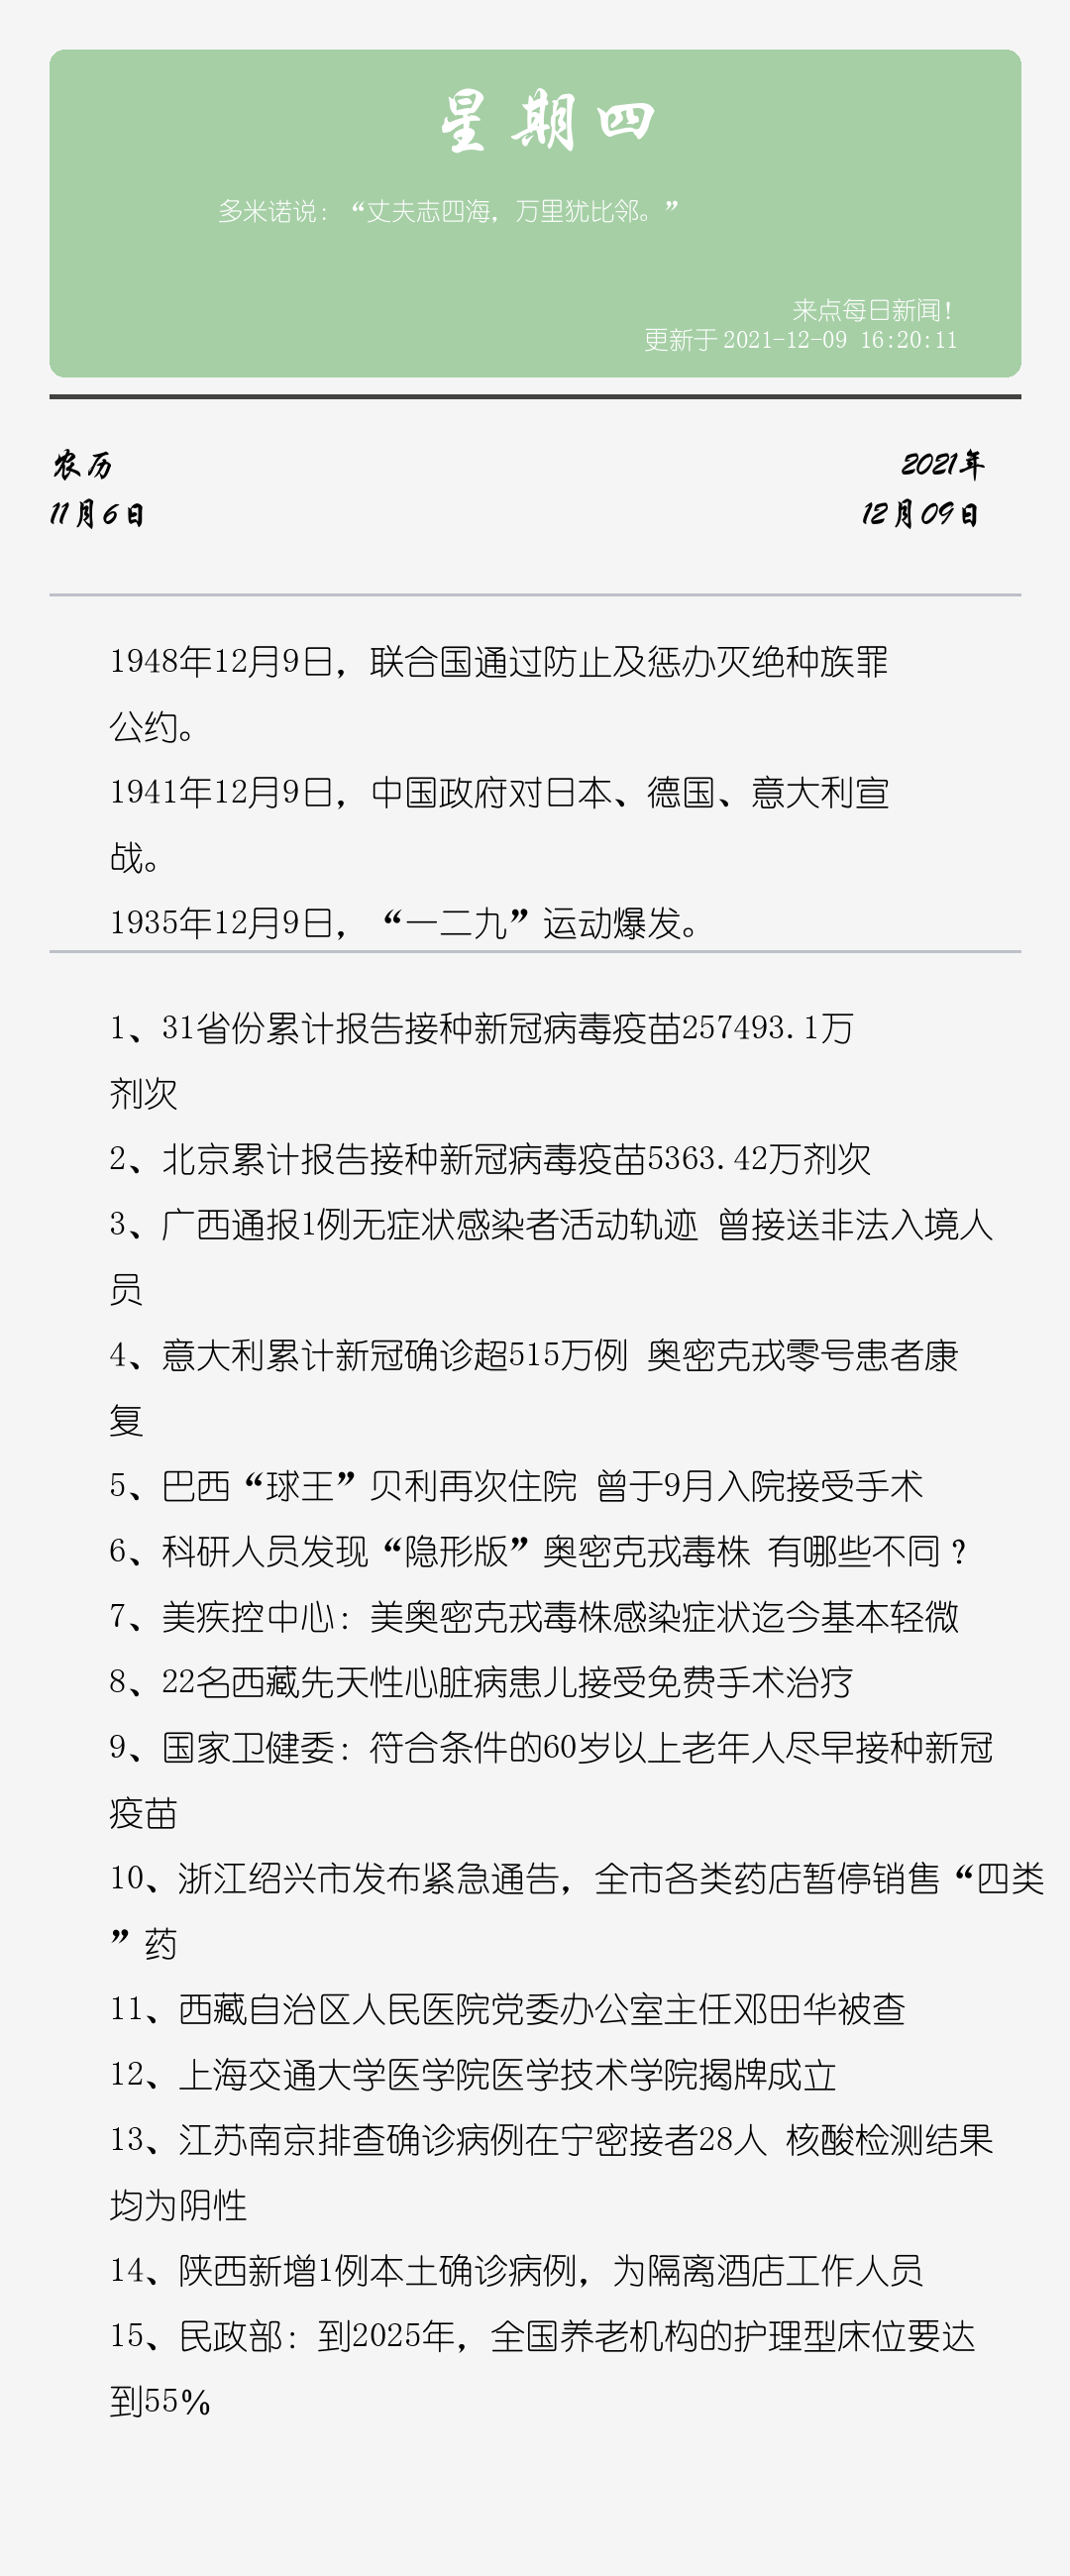 星期四
多米诺说：“丈夫志四海，万里犹比邻。”
来点每日新闻！
更新于 2021-12-09 16:20:11
农历
2021年
11月6日
12月09日
1948年12月9日，联合国通过防止及惩办灭绝种族罪
公约。
1941年12月9日，中国政府对日本、德国、意大利宣
战。
1935年12月9日，“一二九”运动爆发。
1、31省份累计报告接种新冠病毒疫苗257493.1万
剂次
2、北京累计报告接种新冠病毒疫苗5363.42万剂次
3、广西通报1例无症状感染者活动轨迹 曾接送非法入境人
员
4、意大利累计新冠确诊超515万例 奥密克戎零号患者康
复
5、巴西“球王”贝利再次住院 曾于9月入院接受手术
6、科研人员发现“隐形版”奥密克戎毒株 有哪些不同？
7、美疾控中心：美奥密克戎毒株感染症状迄今基本轻微
8、22名西藏先天性心脏病患儿接受免费手术治疗
9、国家卫健委：符合条件的60岁以上老年人尽早接种新冠
疫苗
10、浙江绍兴市发布紧急通告，全市各类药店暂停销售“四类
”药
11、西藏自治区人民医院党委办公室主任邓田华被查
12、上海交通大学医学院医学技术学院揭牌成立
13、江苏南京排查确诊病例在宁密接者28人 核酸检测结果
均为阴性
14、陕西新增1例本土确诊病例，为隔离酒店工作人员
15、民政部：到2025年，全国养老机构的护理型床位要达
到55%